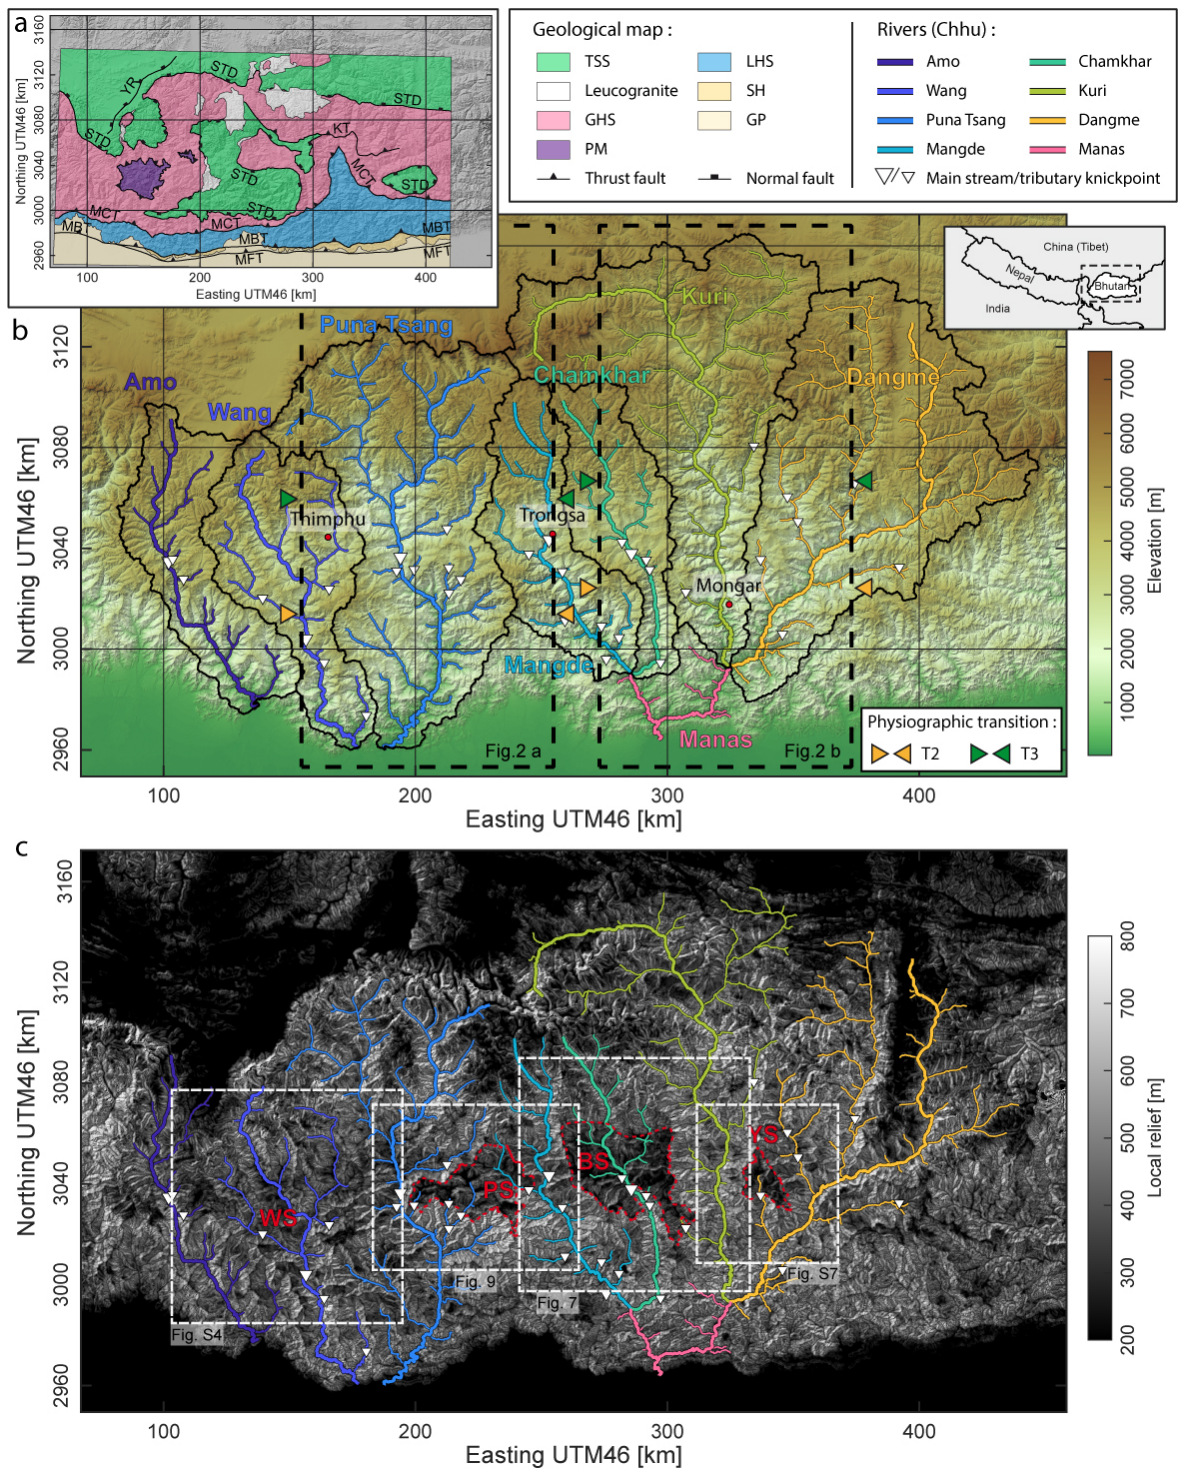 a
3160
3120
3080
3040
3000
2960
Northing UTM46 [km]
YR
STD
STD
STD
STD
STD
STD
KT
MCT
MCT
MCT
MBT
MBT
MBT
MFT
MFT
100
200
300
400
Easting UTM46 [km]
Geological map :
TSS
LHS
Leucogranite
SH
GHS
GP
PM
Thrust fault
Normal fault
Rivers (Chhu) :
Amo
Chamkhar
Wang
Kuri
Puna Tsang
Dangme
Mangde
Manas
Main stream/tributary knickpoint
China (Tibet)
Nepal
Bhutan
India
b
Puna Tsang
Kuri
Amo
Chamkhar
Dangme
Wang
Thimphu
Trongsa
Mongar
Mangde
Manas
Fig.2 a
Fig.2 b
Physiographic transition :
T2
T3
3120
3080
3040
3000
2960
Northing UTM46 [km]
100
200
300
400
Easting UTM46 [km]
7000
6000
5000
4000
3000
2000
1000
Elevation [m]
c
3160
3120
3080
3040
3000
2960
Northing UTM46 [km]
WS
PS
BS
YS
Fig. S4
Fig. 9
Fig. 7
Fig. S7
100
200
300
400
Easting UTM46 [km]
800
700
600
500
400
300
200
Local relief [m]